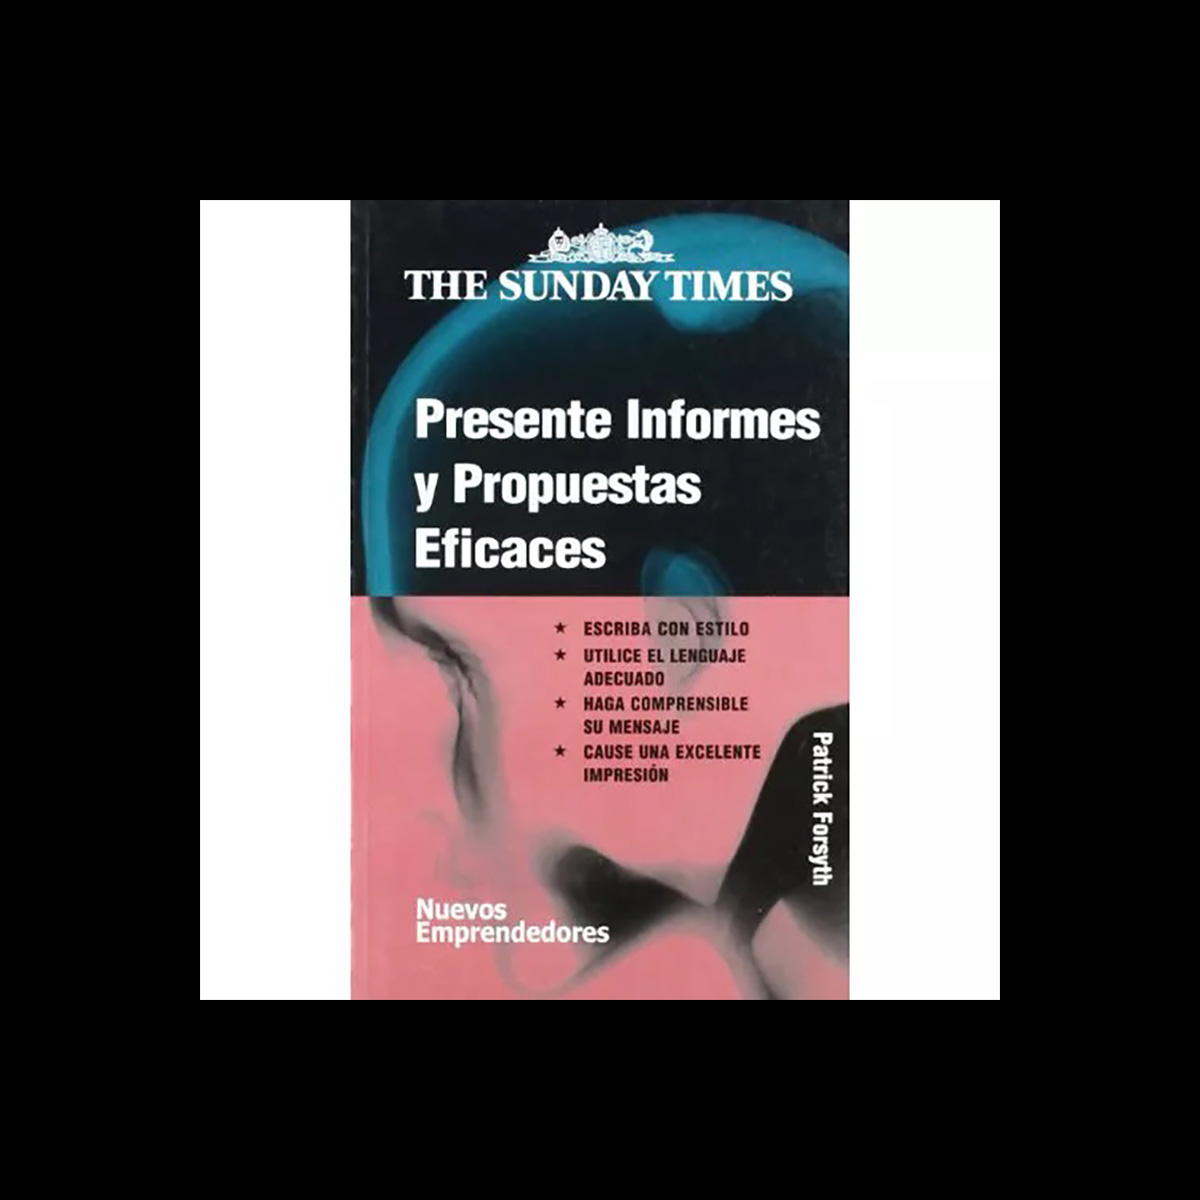 THE SUNDAY TIMES
Presente Informes
y Propuestas
Eficaces
★ ESCRIBA CON ESTILO
★ UTILICE EL LENGUAJE
ADECUADO
★ HAGA COMPRENSIBLE
SU MENSAJE
★ CAUSE UNA EXCELENTE
IMPRESIÓN
Patrick Forsyth
Nuevos
Emprendedores